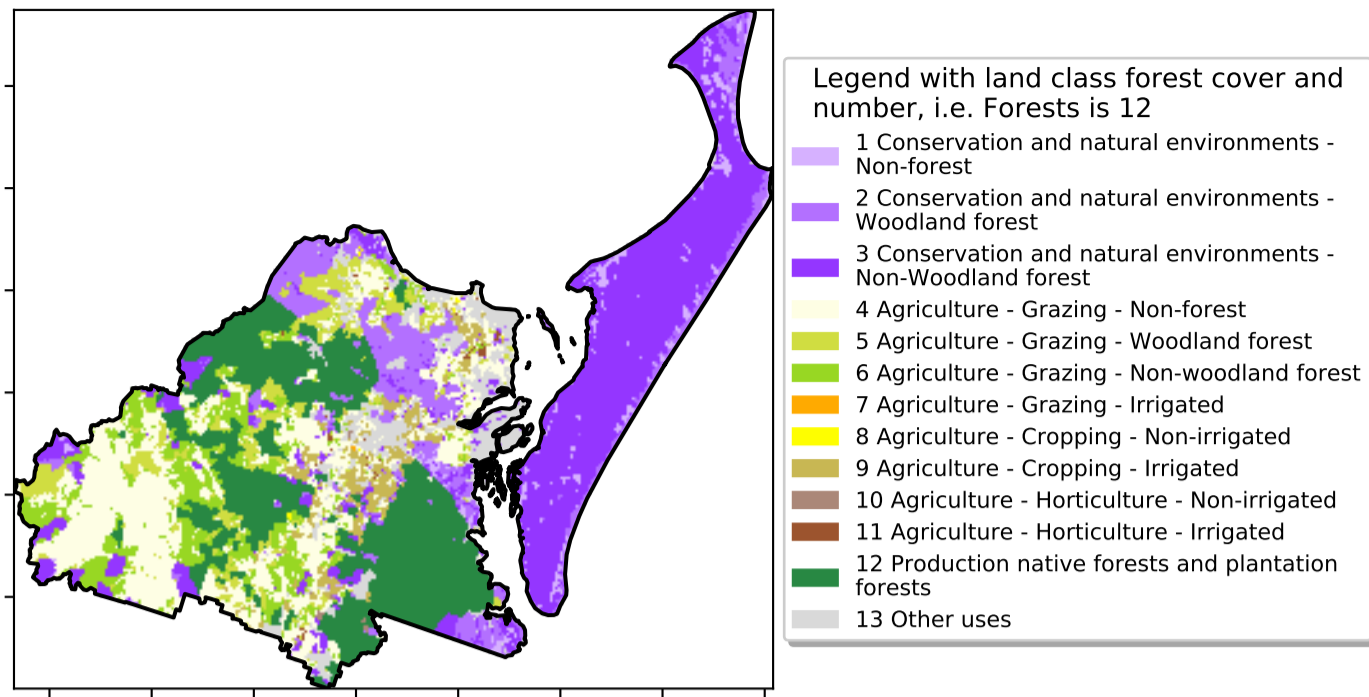 Legend with land class forest cover and
number, i.e. Forests is 12
1 Conservation and natural environments -
Non-forest
2 Conservation and natural environments -
Woodland forest
3 Conservation and natural environments -
Non-Woodland forest
4 Agriculture - Grazing - Non-forest
5 Agriculture - Grazing - Woodland forest
6 Agriculture - Grazing - Non-woodland forest
7 Agriculture - Grazing - Irrigated
8 Agriculture - Cropping - Non-irrigated
9 Agriculture - Cropping - Irrigated
10 Agriculture - Horticulture - Non-irrigated
11 Agriculture - Horticulture - Irrigated
12 Production native forests and plantation
forests
13 Other uses